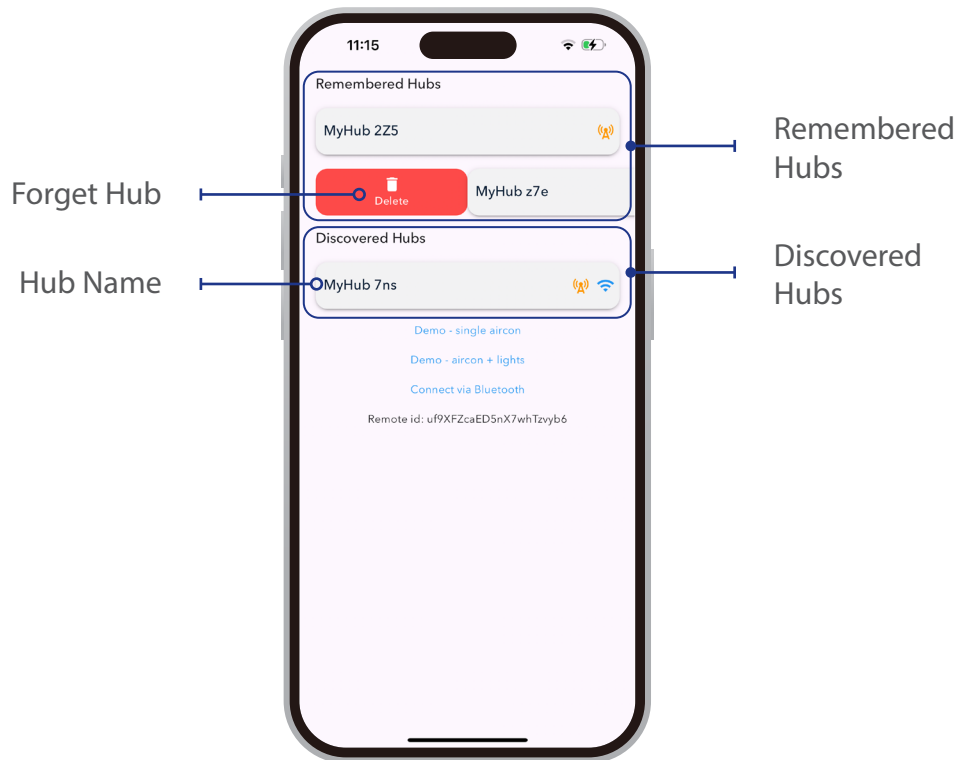 11:15
Remembered Hubs
MyHub 2Z5
Remembered
Hubs
Forget Hub
Delete
MyHub z7e
Discovered Hubs
Discovered
Hubs
Hub Name
MyHub 7ns
Demo - single aircon
Demo - aircon + lights
Connect via Bluetooth
Remote id: uf9XFZcaED5nX7whTzvyb6